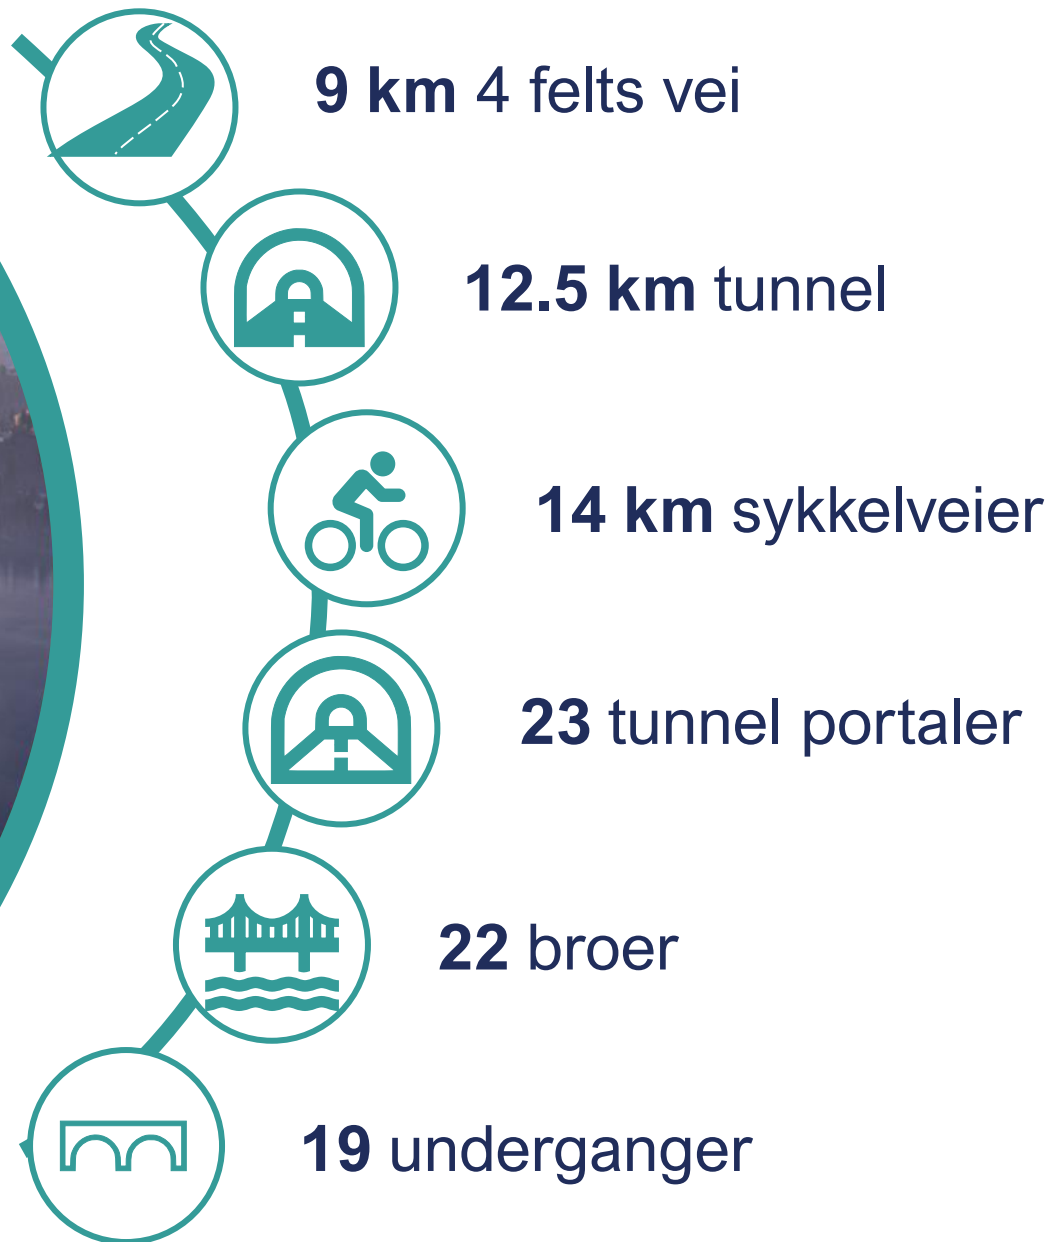 9 km 4 felts vei
12.5 km tunnel
14 km sykkelveier
23 tunnel portaler
22 broer
19 underganger